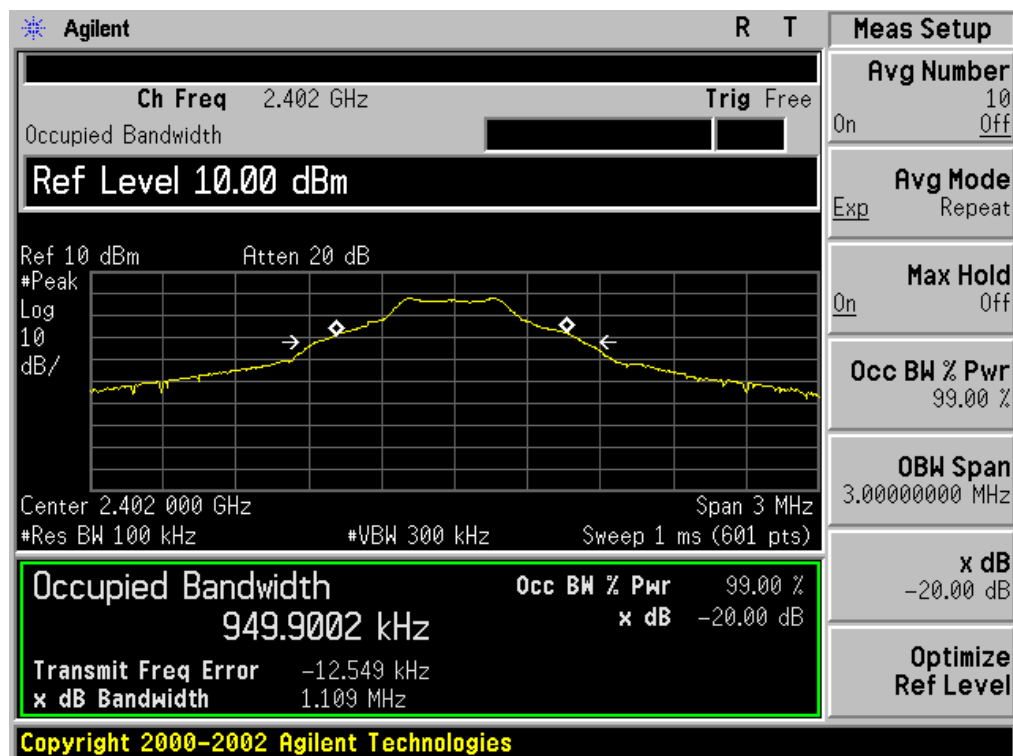 Agilent R T
Ch Freq 2.402 GHz Trig Free
Occupied Bandwidth
Ref Level 10.00 dBm
Ref 10 dBm Atten 20 dB
#Peak
Log
10
dB/
Center 2.402 000 GHz Span 3 MHz
#Res BW 100 kHz #VBW 300 kHz Sweep 1 ms (601 pts)
Occupied Bandwidth Occ BW % Pwr 99.00 %
949.9002 kHz x dB -20.00 dB
Transmit Freq Error -12.549 kHz
x dB Bandwidth 1.109 MHz
Copyright 2000-2002 Agilent Technologies
Meas Setup
Avg Number
10
On Off
Avg Mode
Exp Repeat
Max Hold
On Off
Occ BW % Pwr
99.00 %
OBW Span
3.00000000 MHz
x dB
-20.00 dB
Optimize
Ref Level